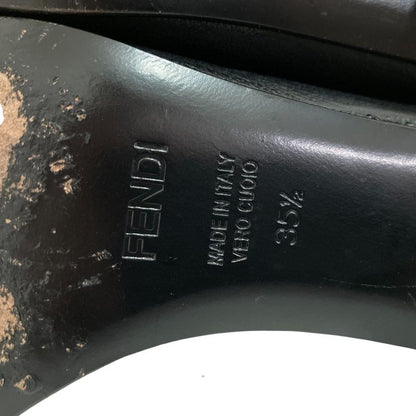 FENDI
MADE IN ITALY
VERO CUOIO
35½